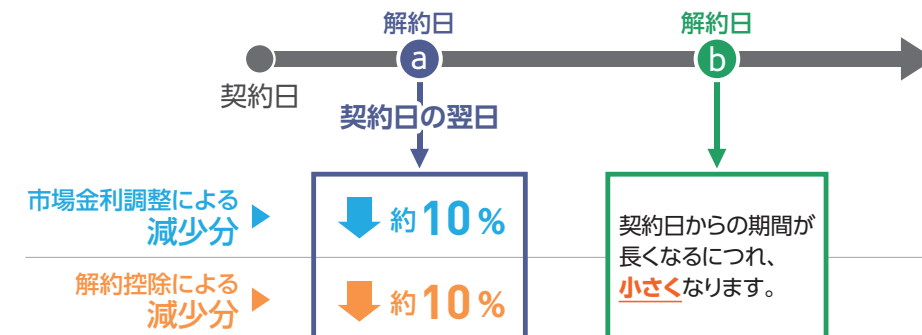 解約日
解約日
a
b
契約日
契約日の翌日
市場金利調整による
減少分
約10%
解約控除による
減少分
約10%
契約日からの期間が
長くなるにつれ、
小さくなります。